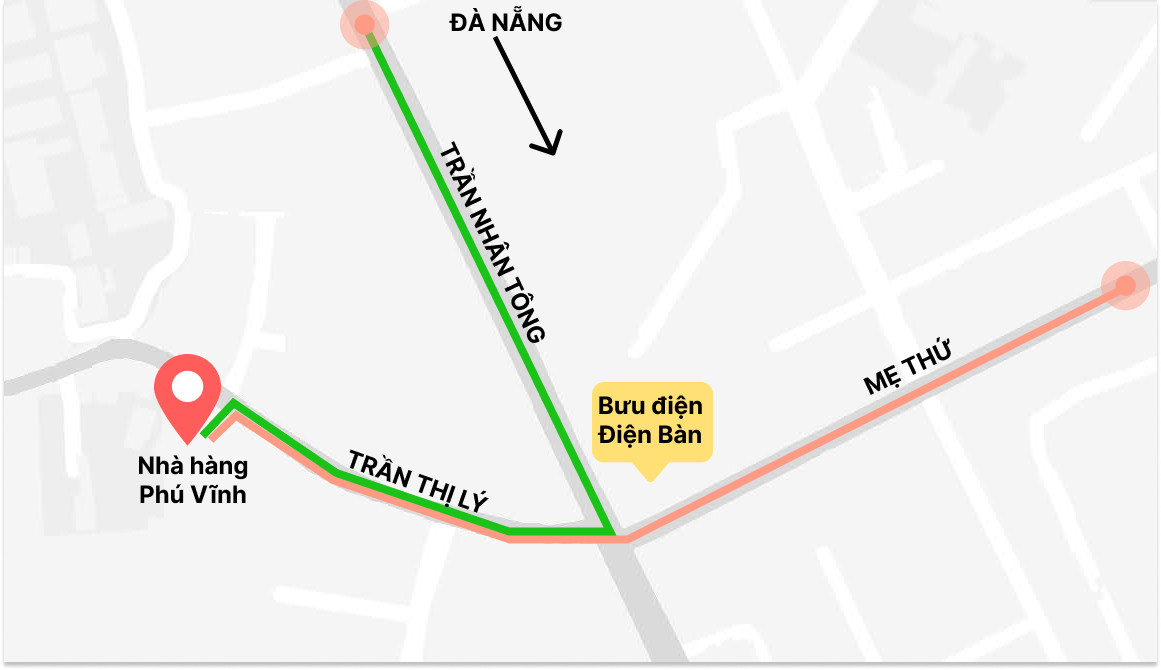 ĐÀ NẴNG
TRẦN NHÂN TÔNG
MẸ THỨ
Bưu điện
Điện Bàn
TRẦN THỊ LÝ
Nhà hàng
Phú Vĩnh